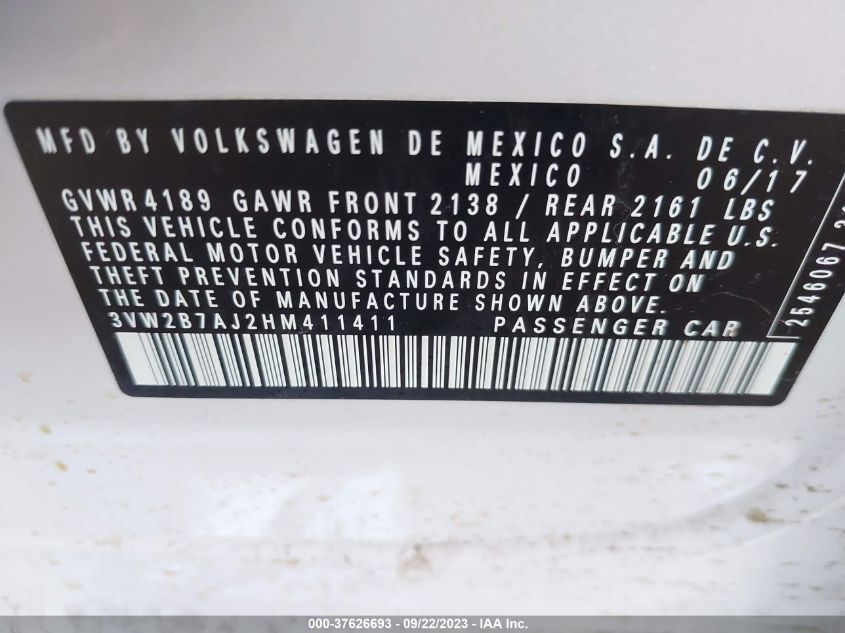 MFD BY VOLKSWAGEN DE MEXICO S.A. DE C.V.
MEXICO 06/17
GVWR 4189 GAWR FRONT 2138 / REAR 2161 LBS
THIS VEHICLE CONFORMS TO ALL APPLICABLE U.S.
FEDERAL MOTOR VEHICLE SAFETY, BUMPER AND
THEFT PREVENTION STANDARDS IN EFFECT ON
THE DATE OF MANUFACTURE SHOWN ABOVE.
3VW2B7AJ2HM411411 PASSENGER CAR
2546067
000-37626693 - 09/22/2023 - IAA Inc.